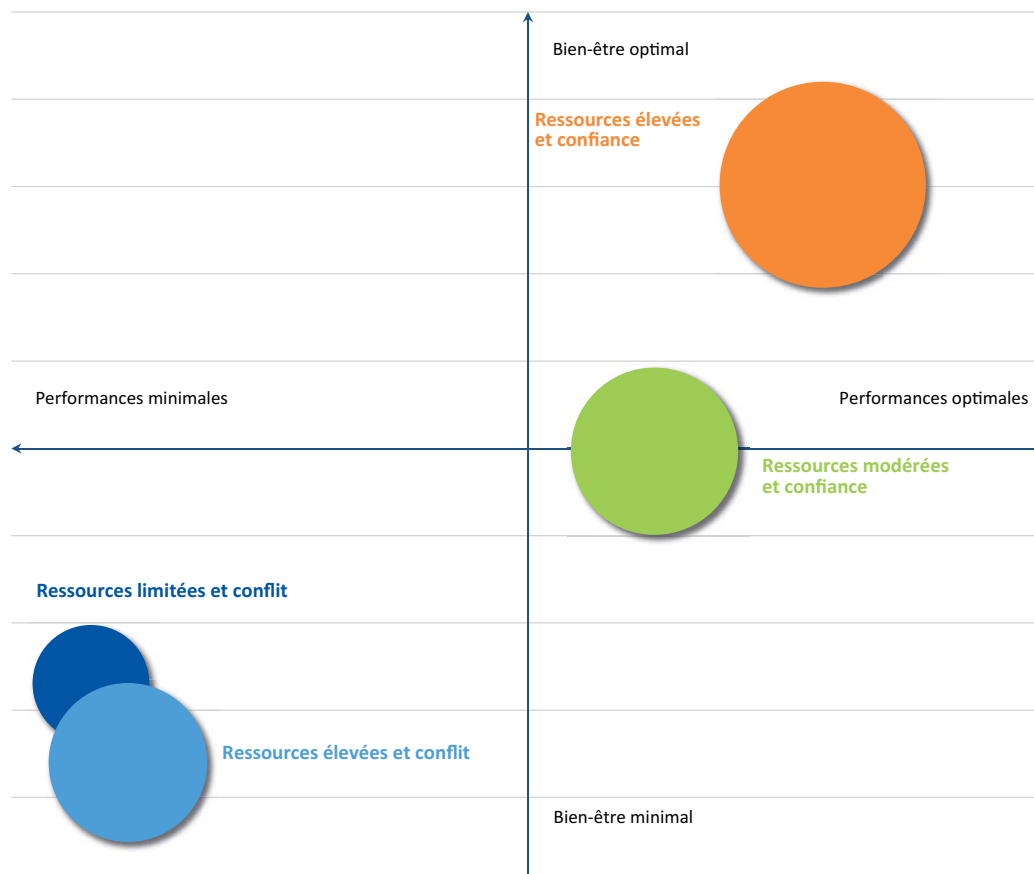 Bien-être optimal
Ressources élevées
et confiance
Performances minimales
Performances optimales
Ressources modérées
et confiance
Ressources limitées et conflit
Ressources élevées et conflit
Bien-être minimal